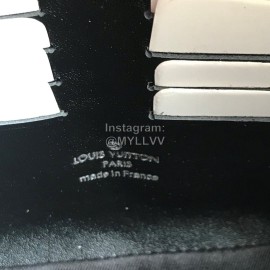 Instagram:
@MYLLVV
LOUIS VUITTON
PARIS
made in France